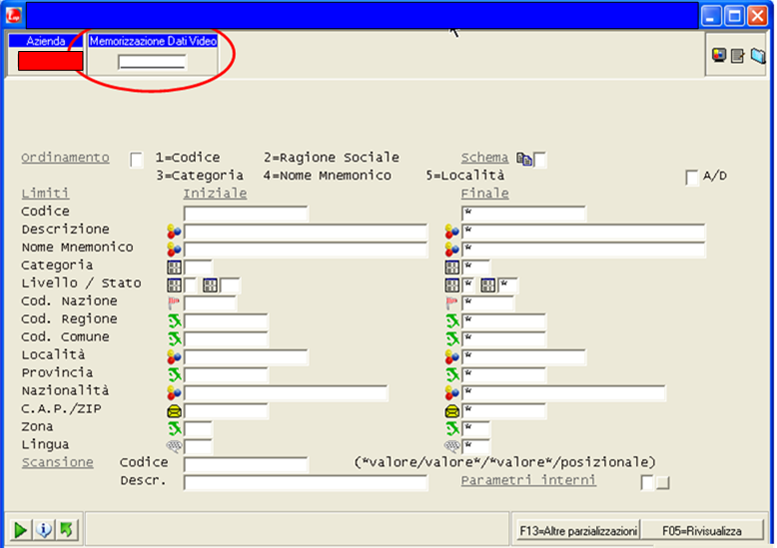 Azienda Memorizzazione Dati Video
Ordinamento 1=Codice 2=Ragione Sociale Schema
3=Categoria 4=Nome Mnemonico 5=Località A/D
Limiti Iniziale Finale
Codice *
Descrizione *
Nome Mnemonico *
Categoria *
Livello / Stato * *
Cod. Nazione *
Cod. Regione *
Cod. Comune *
Località *
Provincia *
Nazionalità *
C.A.P./ZIP *
Zona *
Lingua *
Scansione Codice (*valore/valore*/*valore*/posizionale)
Descr. Parametri interni
F13=Altre parzializzazioni F05=Rivisualizza